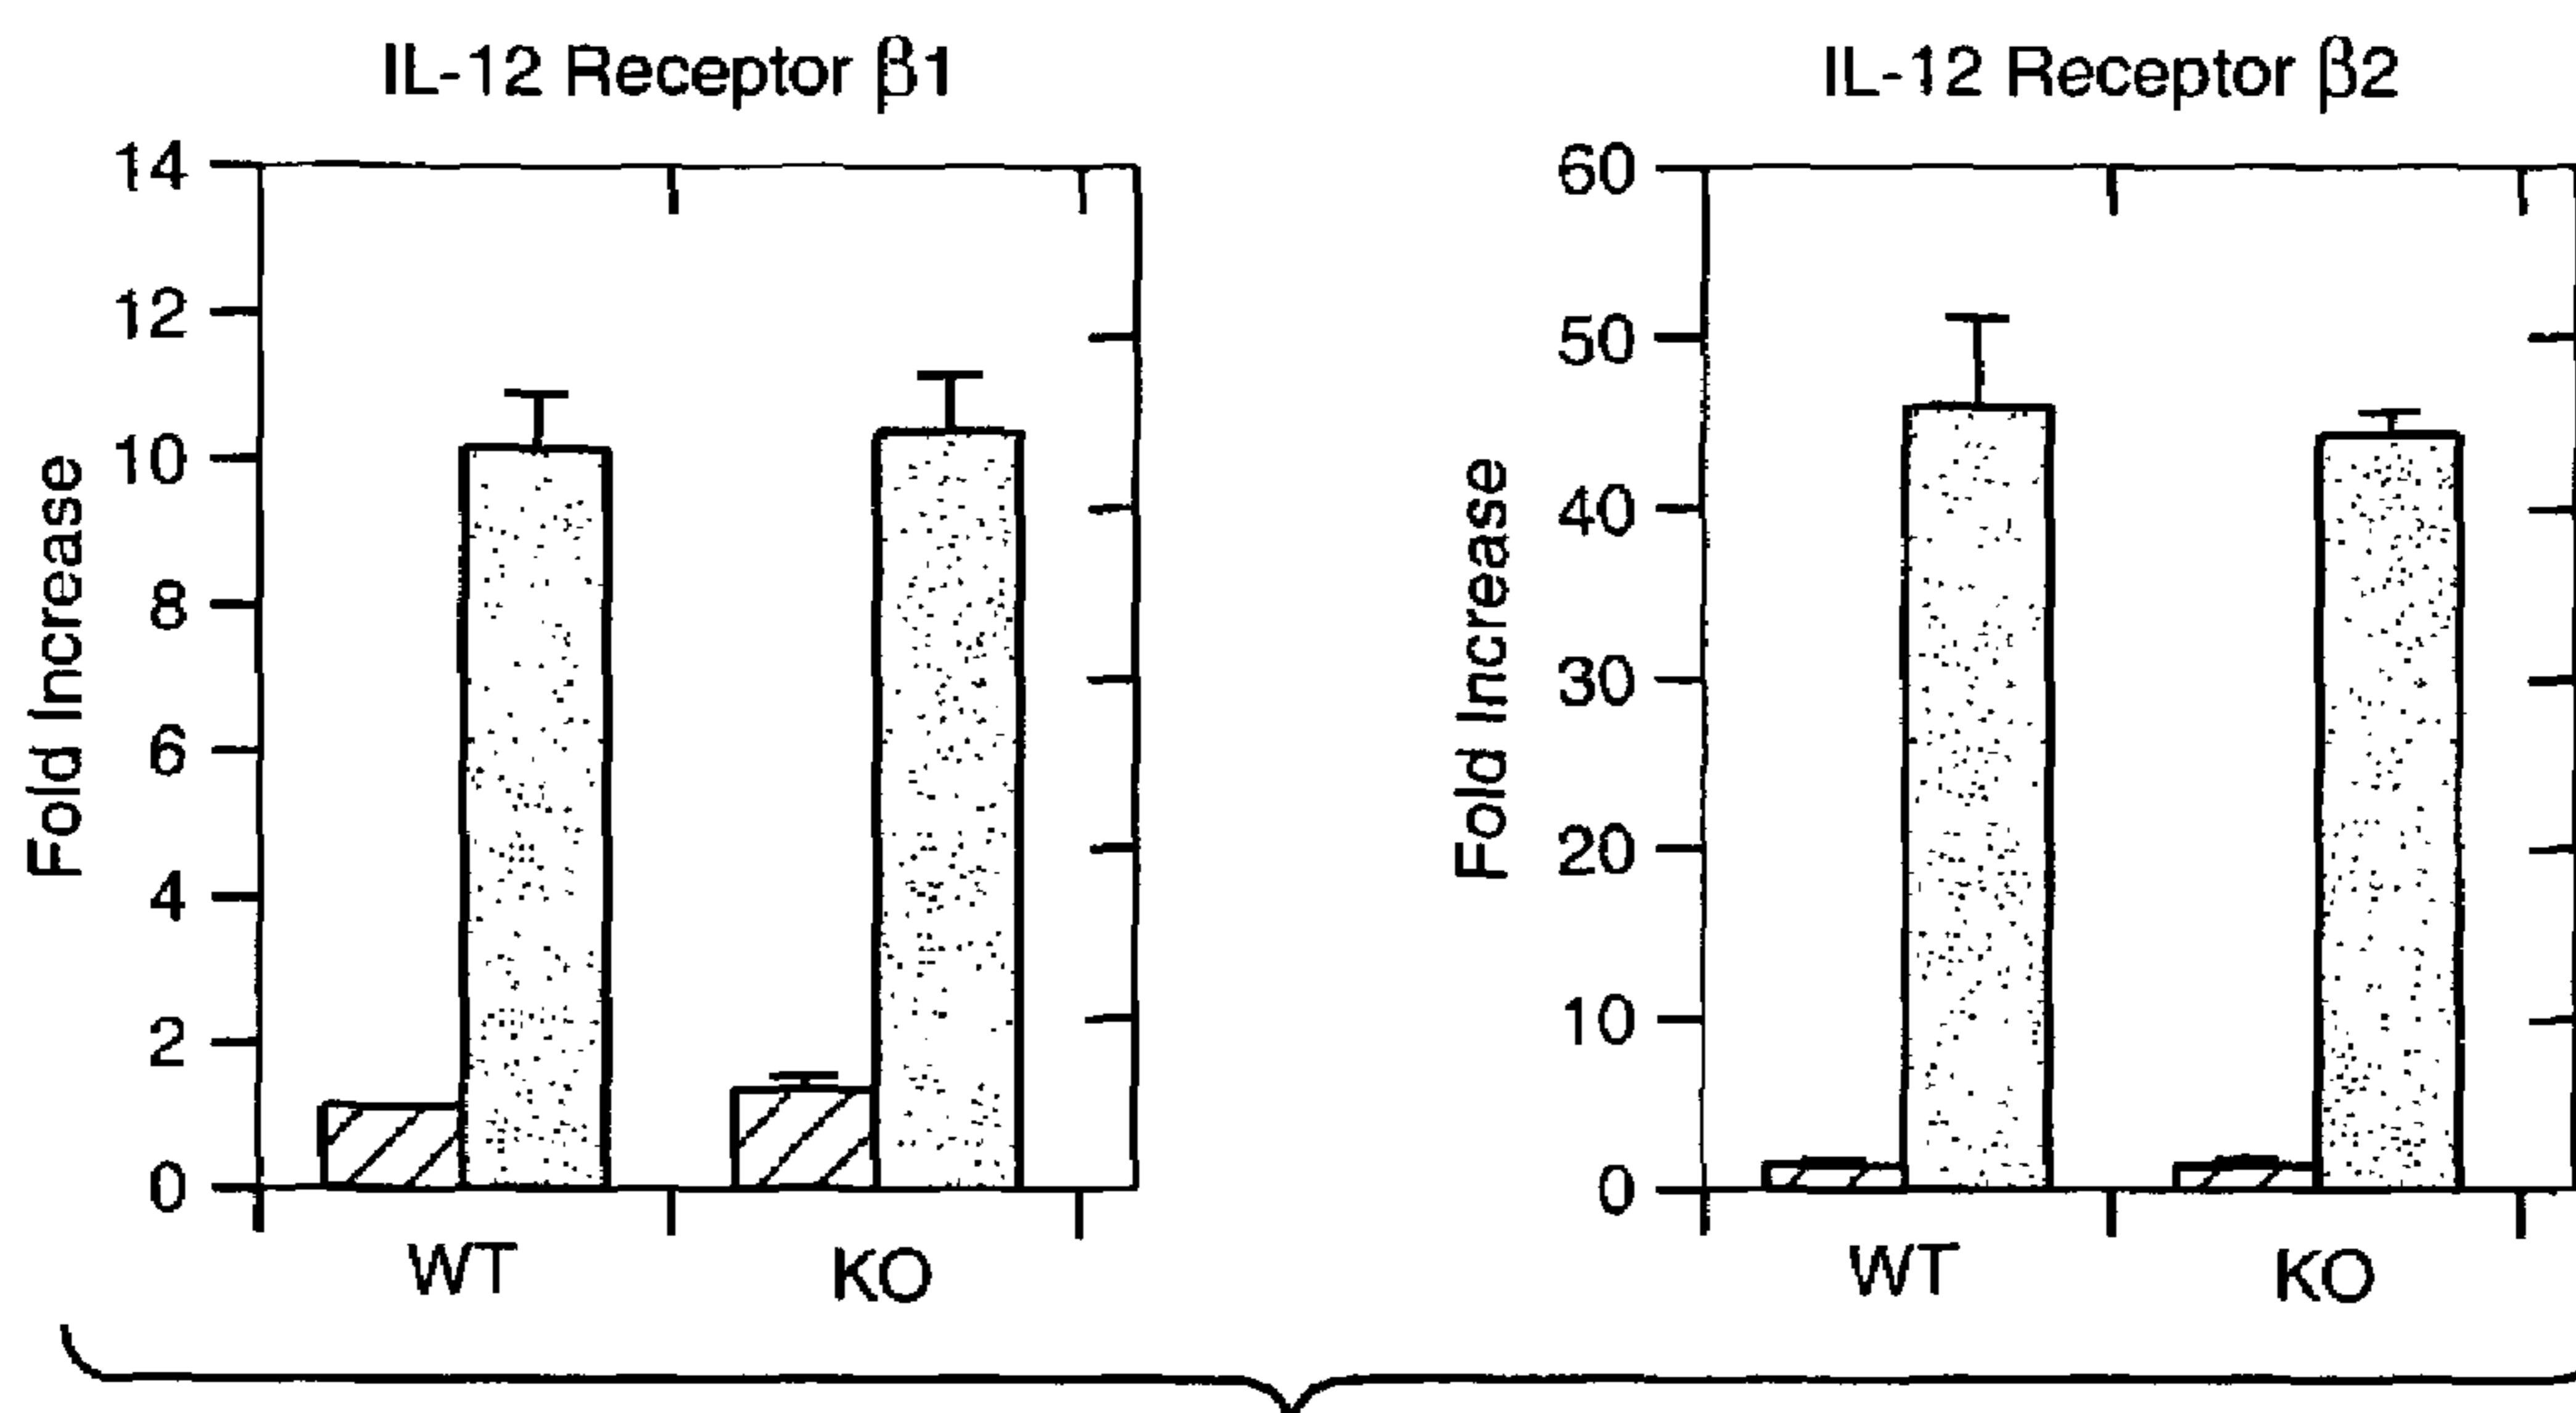 IL-12 Receptor β1
14
12
10
8
6
4
2
0
Fold Increase
WT KO
IL-12 Receptor β2
60
50
40
30
20
10
0
Fold Increase
WT KO